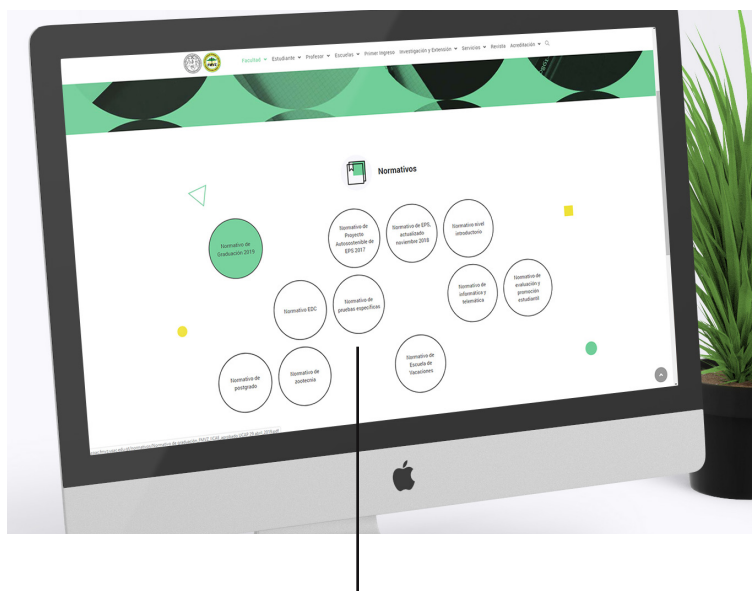 Facultad Estudiante Profesor Escuelas Primer Ingreso Investigación y Extensión Servicios Revista Acreditación
Normativos
Normativo de
Graduación 2019
Normativo de
Proyecto
Autosostenible de
EPS 2017
Normativo de EPS,
actualizado
noviembre 2018
Normativo nivel
introductorio
Normativo EDC
Normativo de
pruebas específicas
Normativo de
informática y
telemática
Normativo de
evaluación y
promoción
estudiantil
Normativo de
postgrado
Normativo de
zootecnia
Normativo de
Escuela de
Vacaciones